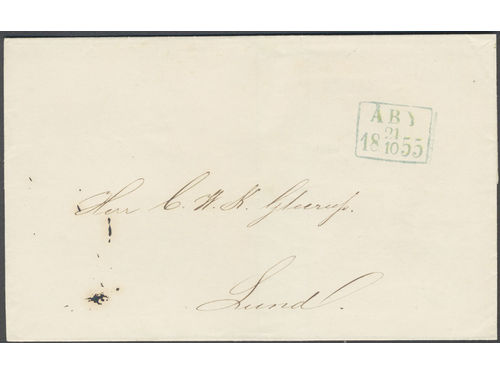 ÅBY
21
18 10 55
Herr C. W. K. Gleerup.
Lund